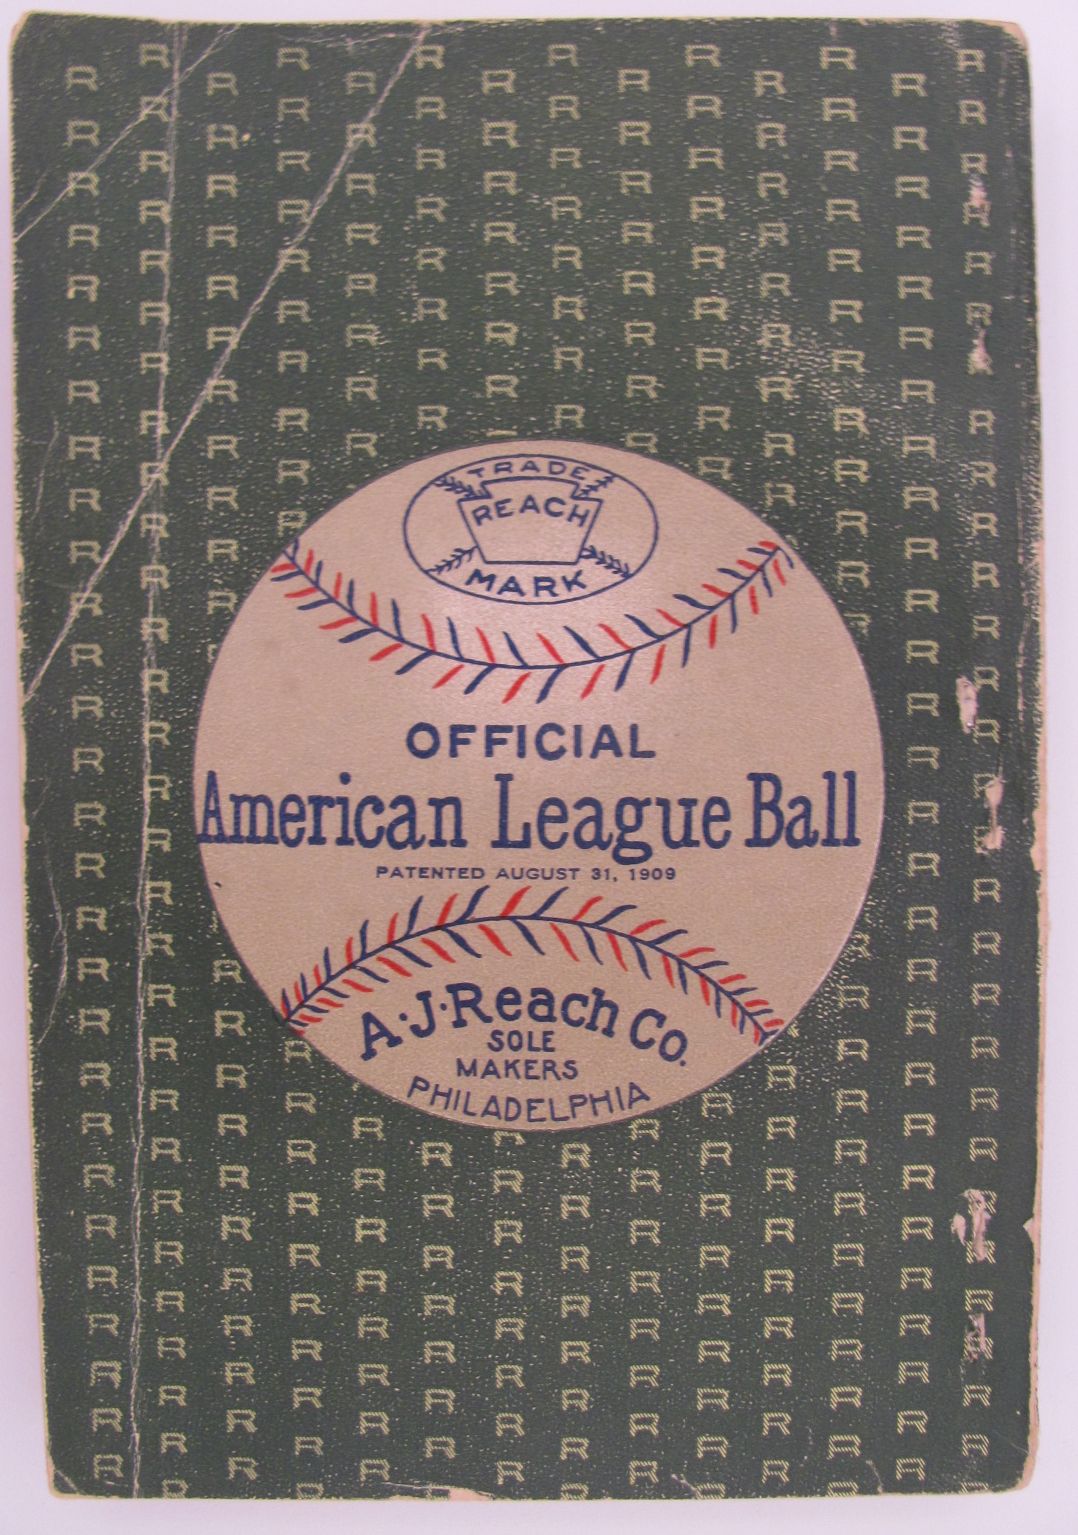 TRADE
REACH
MARK
OFFICIAL
American League Ball
PATENTED AUGUST 31, 1909
A·J·Reach Co.
SOLE
MAKERS
PHILADELPHIA